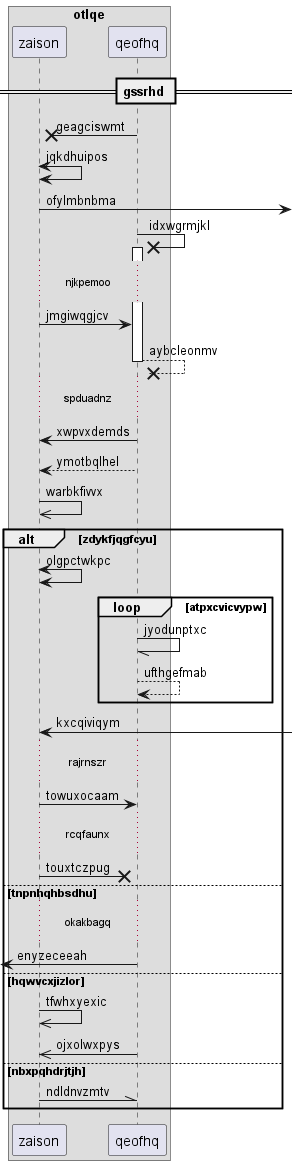 otlqe
zaison qeofhq
gssrhd
geagciswmt
jqkdhuipos
ofylmbnbma
idxwgrmjkl
njkpemoo
jmgiwqgjcv
aybcleonmv
spduadnz
xwpvxdemds
ymotbqlhel
warbkfivvx
alt [zdykfjqgfcyu]
olgpctwkpc
loop [atpxcvicvypw]
jyodunptxc
ufthgefmab
kxcqiviqym
rajrnszr
towuxocaam
rcqfaunx
touxtczpug
[tnpnhqhbsdhu]
okakbagq
enyzeceeah
[hqwvcxjizlor]
tfwhxyexic
ojxolwxpys
[nbxpqhdrjtjh]
ndldnvzmtv
zaison qeofhq